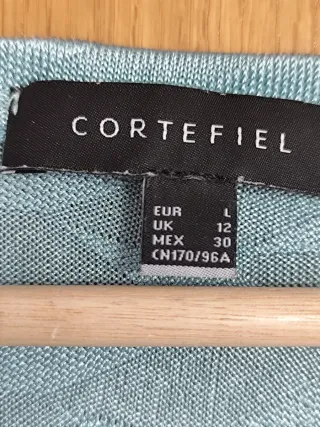 CORTEFIEL
EUR L
UK 12
MEX 30
CN170/96A